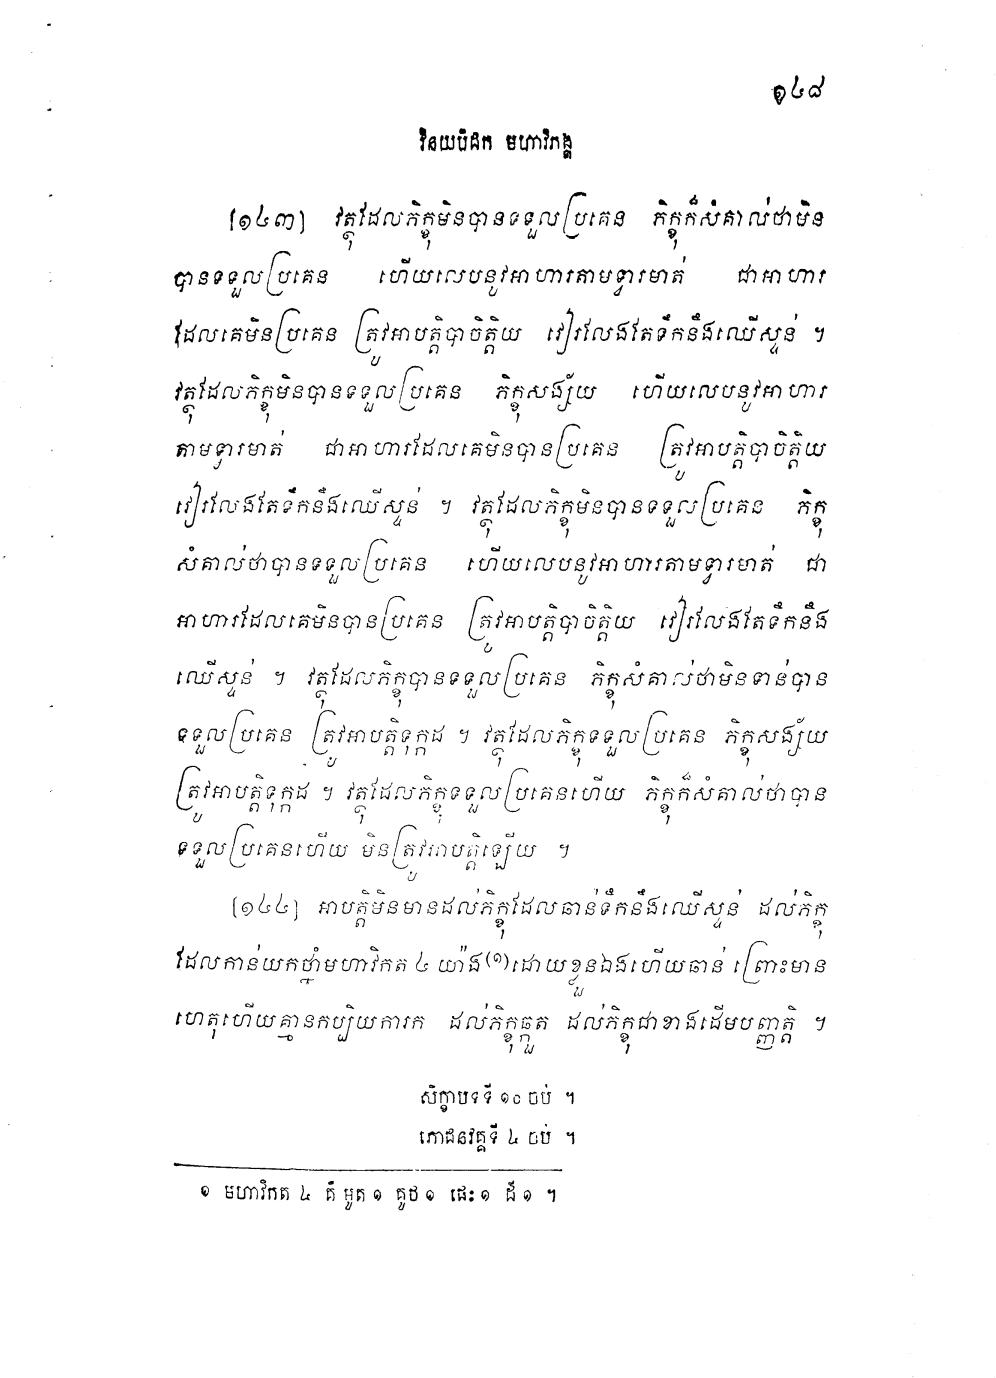 ១៤៨
វិនយបិដក មហាវិភង្គ
[១៤៣] វត្ថុដែលភិក្ខុមិនបានទទួលប្រគេន ភិក្ខុក៏សំគាល់ថាមិន
បានទទួលប្រគេន ហើយលេបនូវអាហារតាមទ្វារមាត់ ជាអាហារ
ដែលគេមិនប្រគេន ត្រូវអាបត្តិបាចិត្តិយ វៀរលែងតែទឹកនឹងឈើស្ទន់ ។
វត្ថុដែលភិក្ខុមិនបានទទួលប្រគេន ភិក្ខុសង្ស័យ ហើយលេបនូវអាហារ
តាមទ្វារមាត់ ជាអាហារដែលគេមិនបានប្រគេន ត្រូវអាបត្តិបាចិត្តិយ
វៀរលែងតែទឹកនឹងឈើស្ទន់ ។ វត្ថុដែលភិក្ខុមិនបានទទួលប្រគេន ភិក្ខុ
សំគាល់ថាបានទទួលប្រគេន ហើយលេបនូវអាហារតាមទ្វារមាត់ ជា
អាហារដែលគេមិនបានប្រគេន ត្រូវអាបត្តិបាចិត្តិយ វៀរលែងតែទឹកនឹង
ឈើស្ទន់ ។ វត្ថុដែលភិក្ខុបានទទួលប្រគេន ភិក្ខុសំគាល់ថាមិនទាន់បាន
ទទួលប្រគេន ត្រូវអាបត្តិទុក្កដ ។ វត្ថុដែលភិក្ខុទទួលប្រគេន ភិក្ខុសង្ស័យ
ត្រូវអាបត្តិទុក្កដ ។ វត្ថុដែលភិក្ខុទទួលប្រគេនហើយ ភិក្ខុក៏សំគាល់ថាបាន
ទទួលប្រគេនហើយ មិនត្រូវអាបត្តិឡើយ ។
[១៤៤] អាបត្តិមិនមានដល់ភិក្ខុដែលឆាន់ទឹកនឹងឈើស្ទន់ ដល់ភិក្ខុ
ដែលកាន់យកថ្នាំមហាវិកត ៤ យ៉ាង(១)ដោយខ្លួនឯងហើយឆាន់ ព្រោះមាន
ហេតុហើយគ្មានកប្បិយការក ដល់ភិក្ខុឆ្កួត ដល់ភិក្ខុជាខាងដើមបញ្ញត្តិ ។
សិក្ខាបទទី ១០ ចប់ ។
ភោជនវគ្គទី ៤ ចប់ ។
១ មហាវិកត ៤ គឺ មូត ១ គូថ ១ ផេះ ១ ដី ១ ។